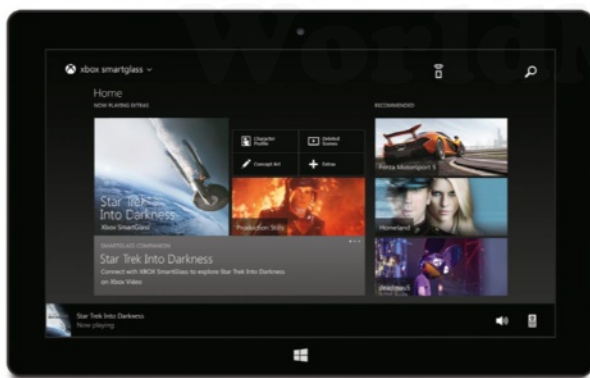 WorldM
xbox smartglass
Home
NOW PLAYING EXTRAS
RECOMMENDED
Character
Profile
Deleted
Scenes
Concept Art
Extras
Star Trek
Into Darkness
Xbox SmartGlass
Production Stills
Forza Motorsport 5
Homeland
deadmau5
SMARTGLASS COMPANION
Star Trek Into Darkness
Connect with XBOX SmartGlass to explore Star Trek Into Darkness
on Xbox Video
Star Trek Into Darkness
Now playing